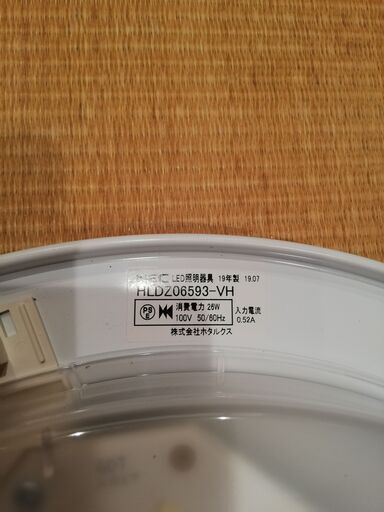 NEC LED照明器具 19年製 19.07
HLDZ06593-VH
PS E 消費電力 26W 入力電流
100V 50/60Hz 0.52A
株式会社ホタルクス